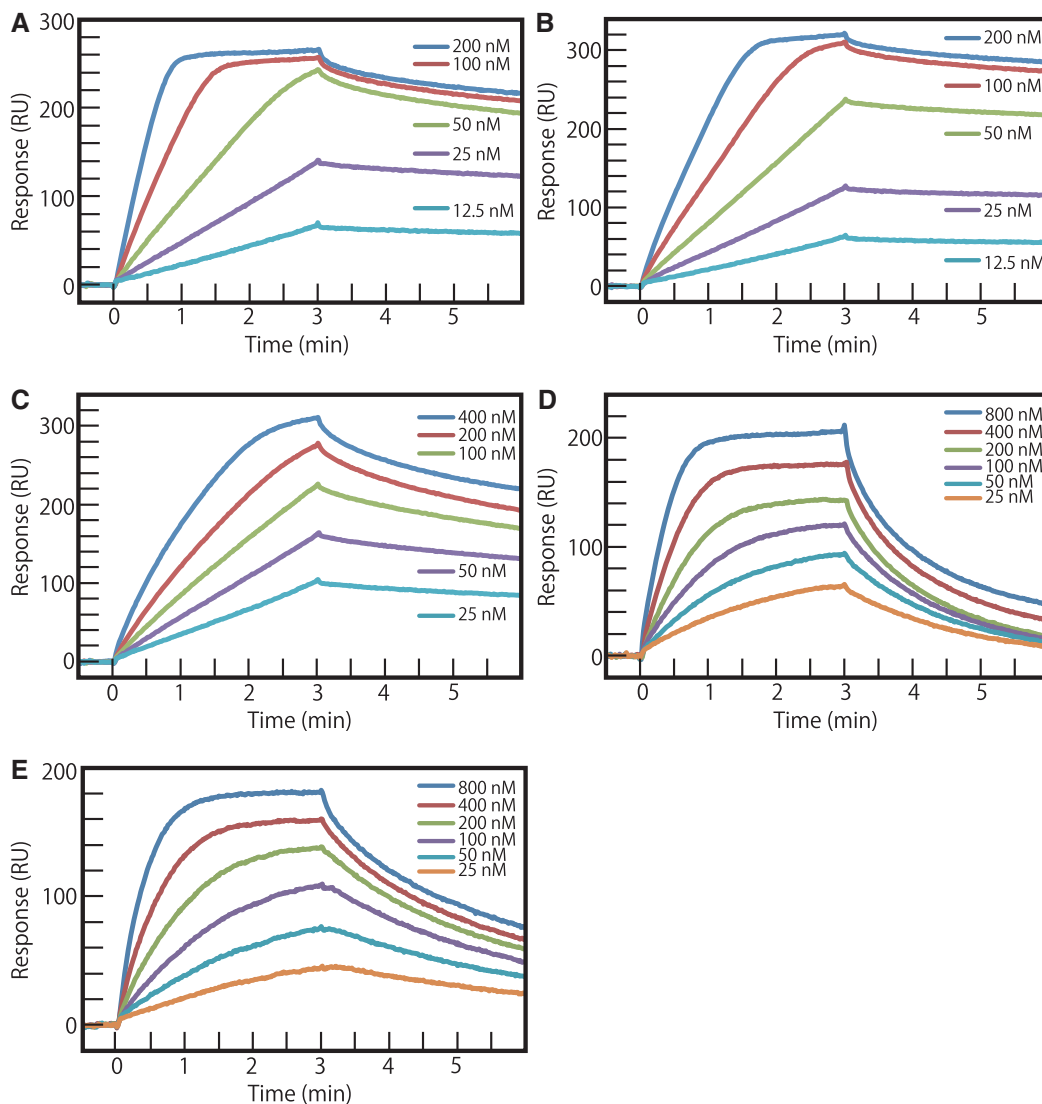 A
300
200
100
0
Response (RU)
200 nM
100 nM
50 nM
25 nM
12.5 nM
0 1 2 3 4 5
Time (min)
B
300
200
100
0
Response (RU)
200 nM
100 nM
50 nM
25 nM
12.5 nM
0 1 2 3 4 5
Time (min)
C
300
200
100
0
Response (RU)
400 nM
200 nM
100 nM
50 nM
25 nM
0 1 2 3 4 5
Time (min)
D
200
100
0
Response (RU)
800 nM
400 nM
200 nM
100 nM
50 nM
25 nM
0 1 2 3 4 5
Time (min)
E
200
100
0
Response (RU)
800 nM
400 nM
200 nM
100 nM
50 nM
25 nM
0 1 2 3 4 5
Time (min)